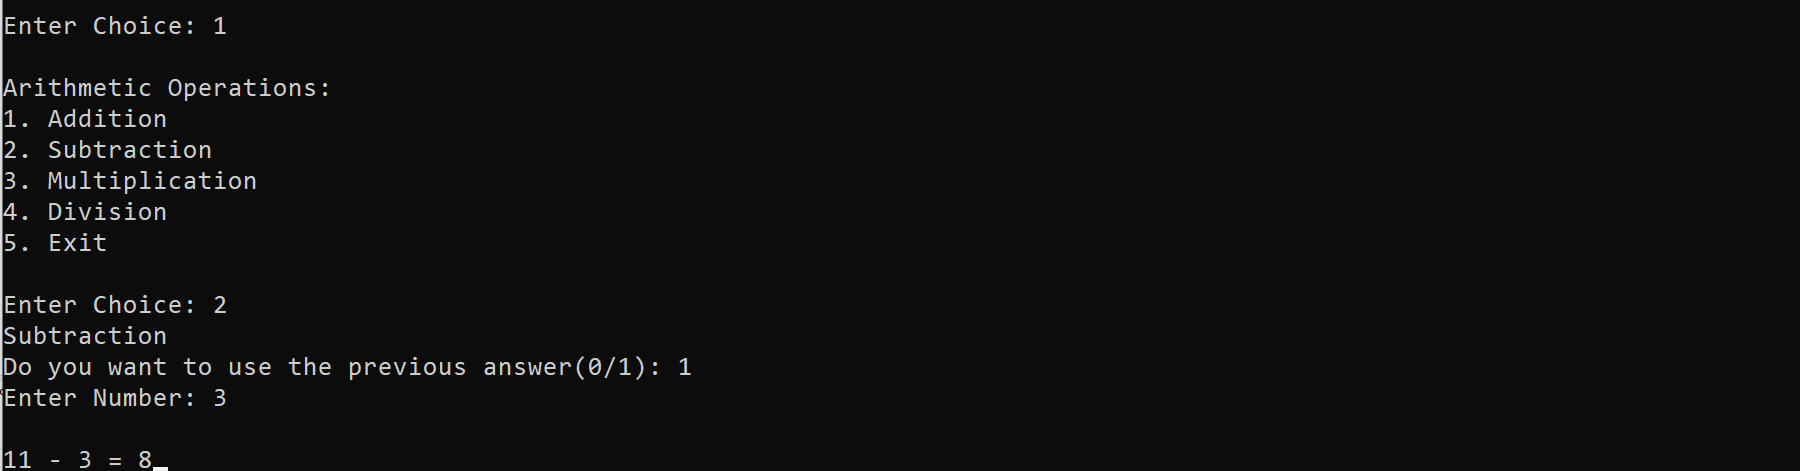 Enter Choice: 1
Arithmetic Operations:
1. Addition
2. Subtraction
3. Multiplication
4. Division
5. Exit
Enter Choice: 2
Subtraction
Do you want to use the previous answer(0/1): 1
Enter Number: 3
11 - 3 = 8